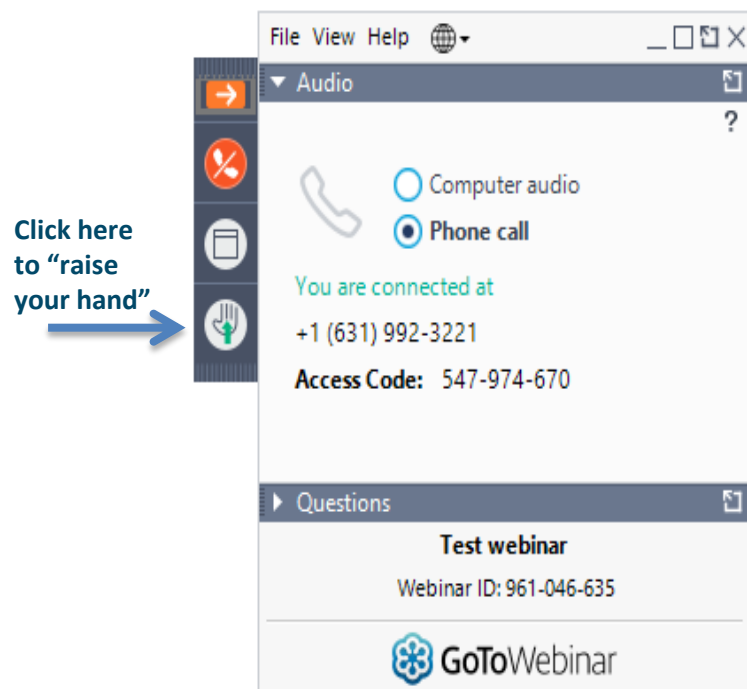 File View Help
Audio
?
Computer audio
Phone call
Click here
to “raise
your hand”
You are connected at
+1 (631) 992-3221
Access Code: 547-974-670
Questions
Test webinar
Webinar ID: 961-046-635
GoToWebinar